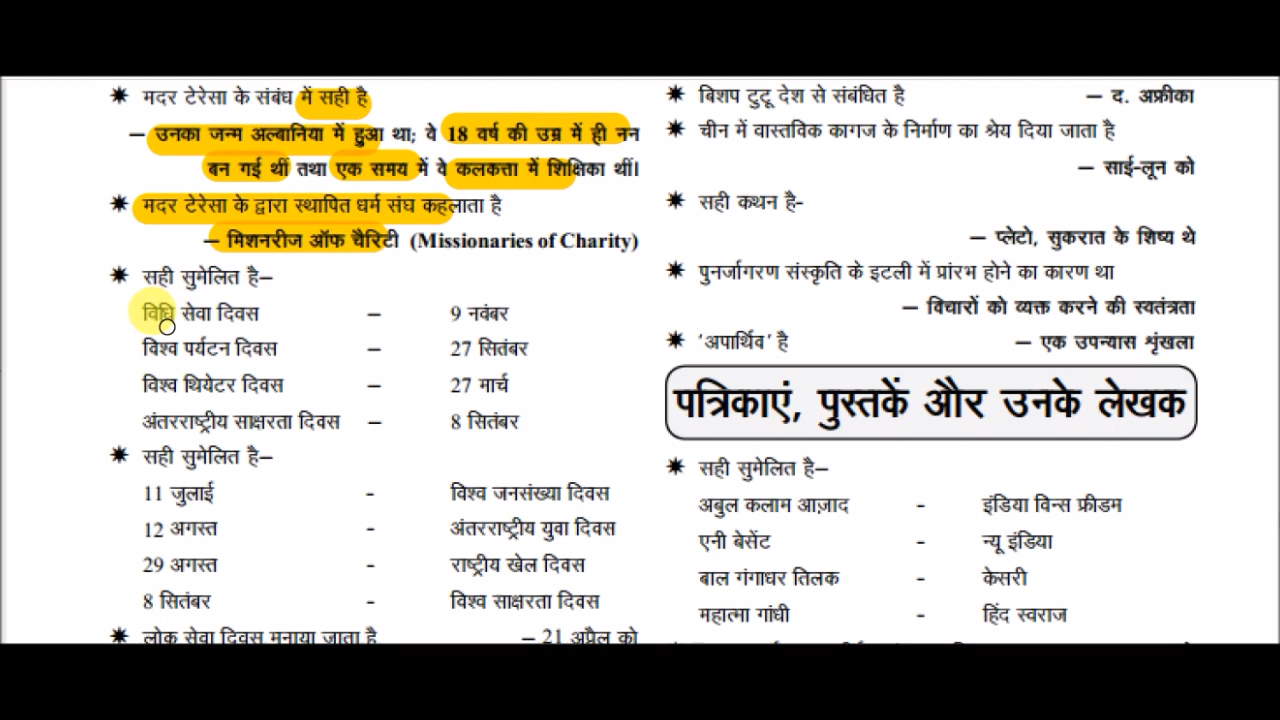 ✷ मदर टेरेसा के संबंध में सही है
– उनका जन्म अल्बानिया में हुआ था; वे 18 वर्ष की उम्र में ही नन
बन गई थीं तथा एक समय में वे कलकत्ता में शिक्षिका थीं।
✷ मदर टेरेसा के द्वारा स्थापित धर्म संघ कहलाता है
– मिशनरीज ऑफ चैरिटी (Missionaries of Charity)
✷ सही सुमेलित है–
विधि सेवा दिवस – 9 नवंबर
विश्व पर्यटन दिवस – 27 सितंबर
विश्व थियेटर दिवस – 27 मार्च
अंतरराष्ट्रीय साक्षरता दिवस – 8 सितंबर
✷ सही सुमेलित है–
11 जुलाई - विश्व जनसंख्या दिवस
12 अगस्त - अंतरराष्ट्रीय युवा दिवस
29 अगस्त - राष्ट्रीय खेल दिवस
8 सितंबर - विश्व साक्षरता दिवस
✷ लोक सेवा दिवस मनाया जाता है – 21 अप्रैल को
✷ बिशप टुटू देश से संबंधित है – द. अफ्रीका
✷ चीन में वास्तविक कागज के निर्माण का श्रेय दिया जाता है
– साई-लून को
✷ सही कथन है-
– प्लेटो, सुकरात के शिष्य थे
✷ पुनर्जागरण संस्कृति के इटली में प्रारंभ होने का कारण था
– विचारों को व्यक्त करने की स्वतंत्रता
✷ 'अपार्थिव' है – एक उपन्यास शृंखला
पत्रिकाएं, पुस्तकें और उनके लेखक
✷ सही सुमेलित है–
अबुल कलाम आज़ाद - इंडिया विन्स फ्रीडम
एनी बेसेंट - न्यू इंडिया
बाल गंगाधर तिलक - केसरी
महात्मा गांधी - हिंद स्वराज